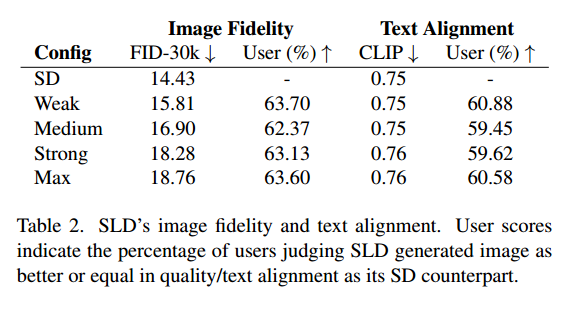 Image Fidelity Text Alignment
Config FID-30k ↓ User (%) ↑ CLIP ↓ User (%) ↑
SD 14.43 - 0.75 -
Weak 15.81 63.70 0.75 60.88
Medium 16.90 62.37 0.75 59.45
Strong 18.28 63.13 0.76 59.62
Max 18.76 63.60 0.76 60.58
Table 2. SLD's image fidelity and text alignment. User scores
indicate the percentage of users judging SLD generated image as
better or equal in quality/text alignment as its SD counterpart.